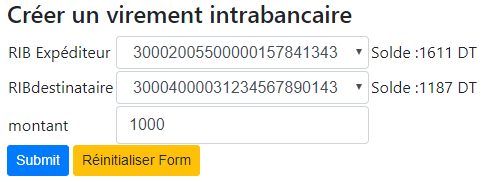 Créer un virement intrabancaire
RIB Expéditeur 30002005500000157841343 Solde :1611 DT
RIBdestinataire 30004000031234567890143 Solde :1187 DT
montant 1000
Submit Réinitialiser Form